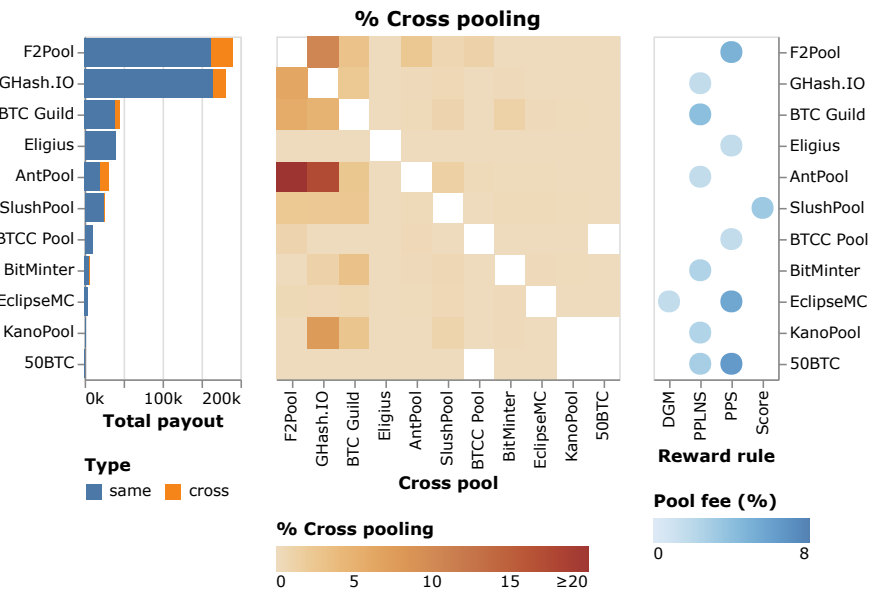 % Cross pooling
F2Pool
GHash.IO
BTC Guild
Eligius
AntPool
SlushPool
BTCC Pool
BitMinter
EclipseMC
KanoPool
50BTC
0k
100k
200k
Total payout
Type
same
cross
F2Pool
GHash.IO
BTC Guild
Eligius
AntPool
SlushPool
BTCC Pool
BitMinter
EclipseMC
KanoPool
50BTC
Cross pool
% Cross pooling
0
5
10
15
≥20
F2Pool
GHash.IO
BTC Guild
Eligius
AntPool
SlushPool
BTCC Pool
BitMinter
EclipseMC
KanoPool
50BTC
DGM
PPLNS
PPS
Score
Reward rule
Pool fee (%)
0
8